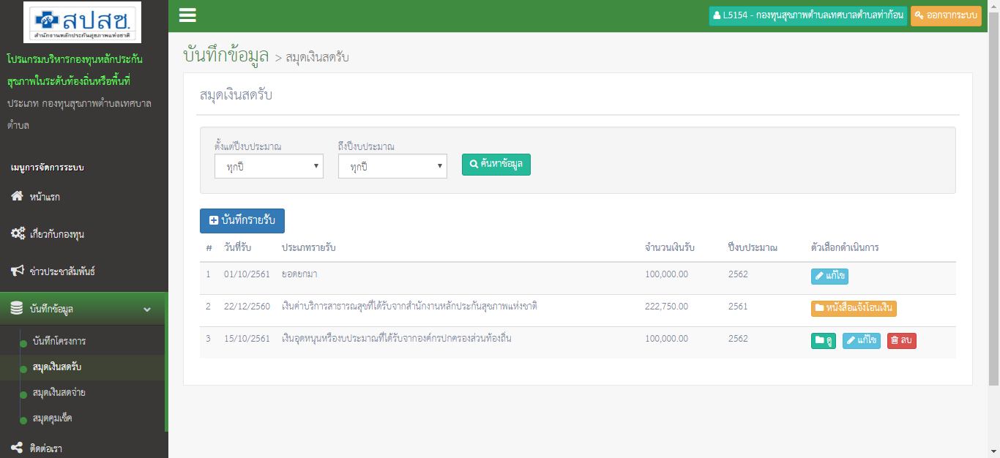 สปสช.
สำนักงานหลักประกันสุขภาพแห่งชาติ
โปรแกรมบริหารกองทุนหลักประกัน
สุขภาพในระดับท้องถิ่นหรือพื้นที่
ประเภท กองทุนสุขภาพตำบลเทศบาล
ตำบล
เมนูการจัดการระบบ
หน้าแรก
เกี่ยวกับกองทุน
ข่าวประชาสัมพันธ์
บันทึกข้อมูล
บันทึกโครงการ
สมุดเงินสดรับ
สมุดเงินสดจ่าย
สมุดคุมเช็ค
ติดต่อเรา
L5154 - กองทุนสุขภาพตำบลเทศบาลตำบลท่าก้อน ออกจากระบบ
บันทึกข้อมูล > สมุดเงินสดรับ
สมุดเงินสดรับ
ตั้งแต่ปีงบประมาณ ถึงปีงบประมาณ
ทุกปี ทุกปี ค้นหาข้อมูล
บันทึกรายรับ
# วันที่รับ ประเภทรายรับ จำนวนเงินรับ ปีงบประมาณ ตัวเลือกดำเนินการ
1 01/10/2561 ยอดยกมา 100,000.00 2562 แก้ไข
2 22/12/2560 เงินค่าบริการสาธารณสุขที่ได้รับจากสำนักงานหลักประกันสุขภาพแห่งชาติ 222,750.00 2561 หนังสือแจ้งโอนเงิน
3 15/10/2561 เงินอุดหนุนหรืองบประมาณที่ได้รับจากองค์กรปกครองส่วนท้องถิ่น 100,000.00 2562 ดู แก้ไข ลบ